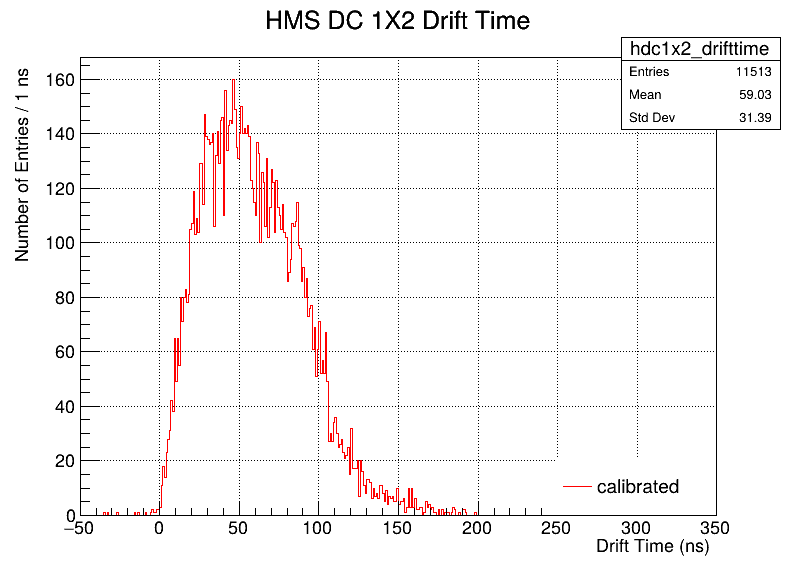 HMS DC 1X2 Drift Time
hdc1x2_drifttime
Entries 11513
Mean 59.03
Std Dev 31.39
Number of Entries / 1 ns
160
140
120
100
80
60
40
20
0
calibrated
−50 0 50 100 150 200 250 300 350
Drift Time (ns)